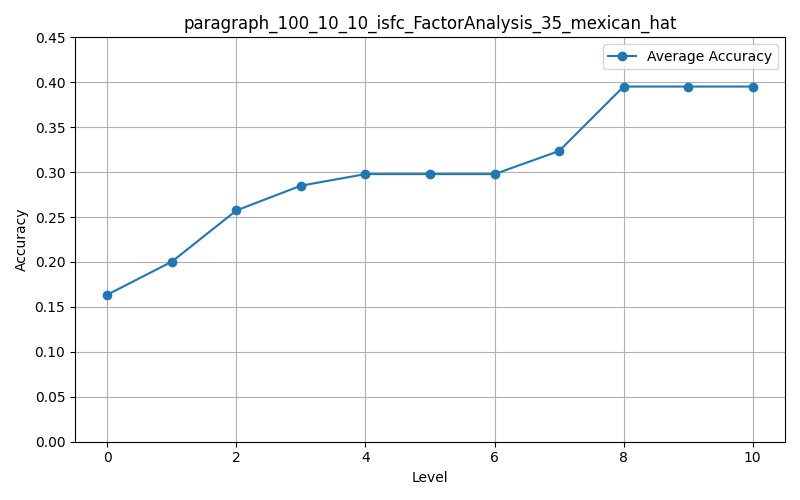 paragraph_100_10_10_isfc_FactorAnalysis_35_mexican_hat
Average Accuracy
Accuracy
0.45
0.40
0.35
0.30
0.25
0.20
0.15
0.10
0.05
0.00
0 2 4 6 8 10
Level